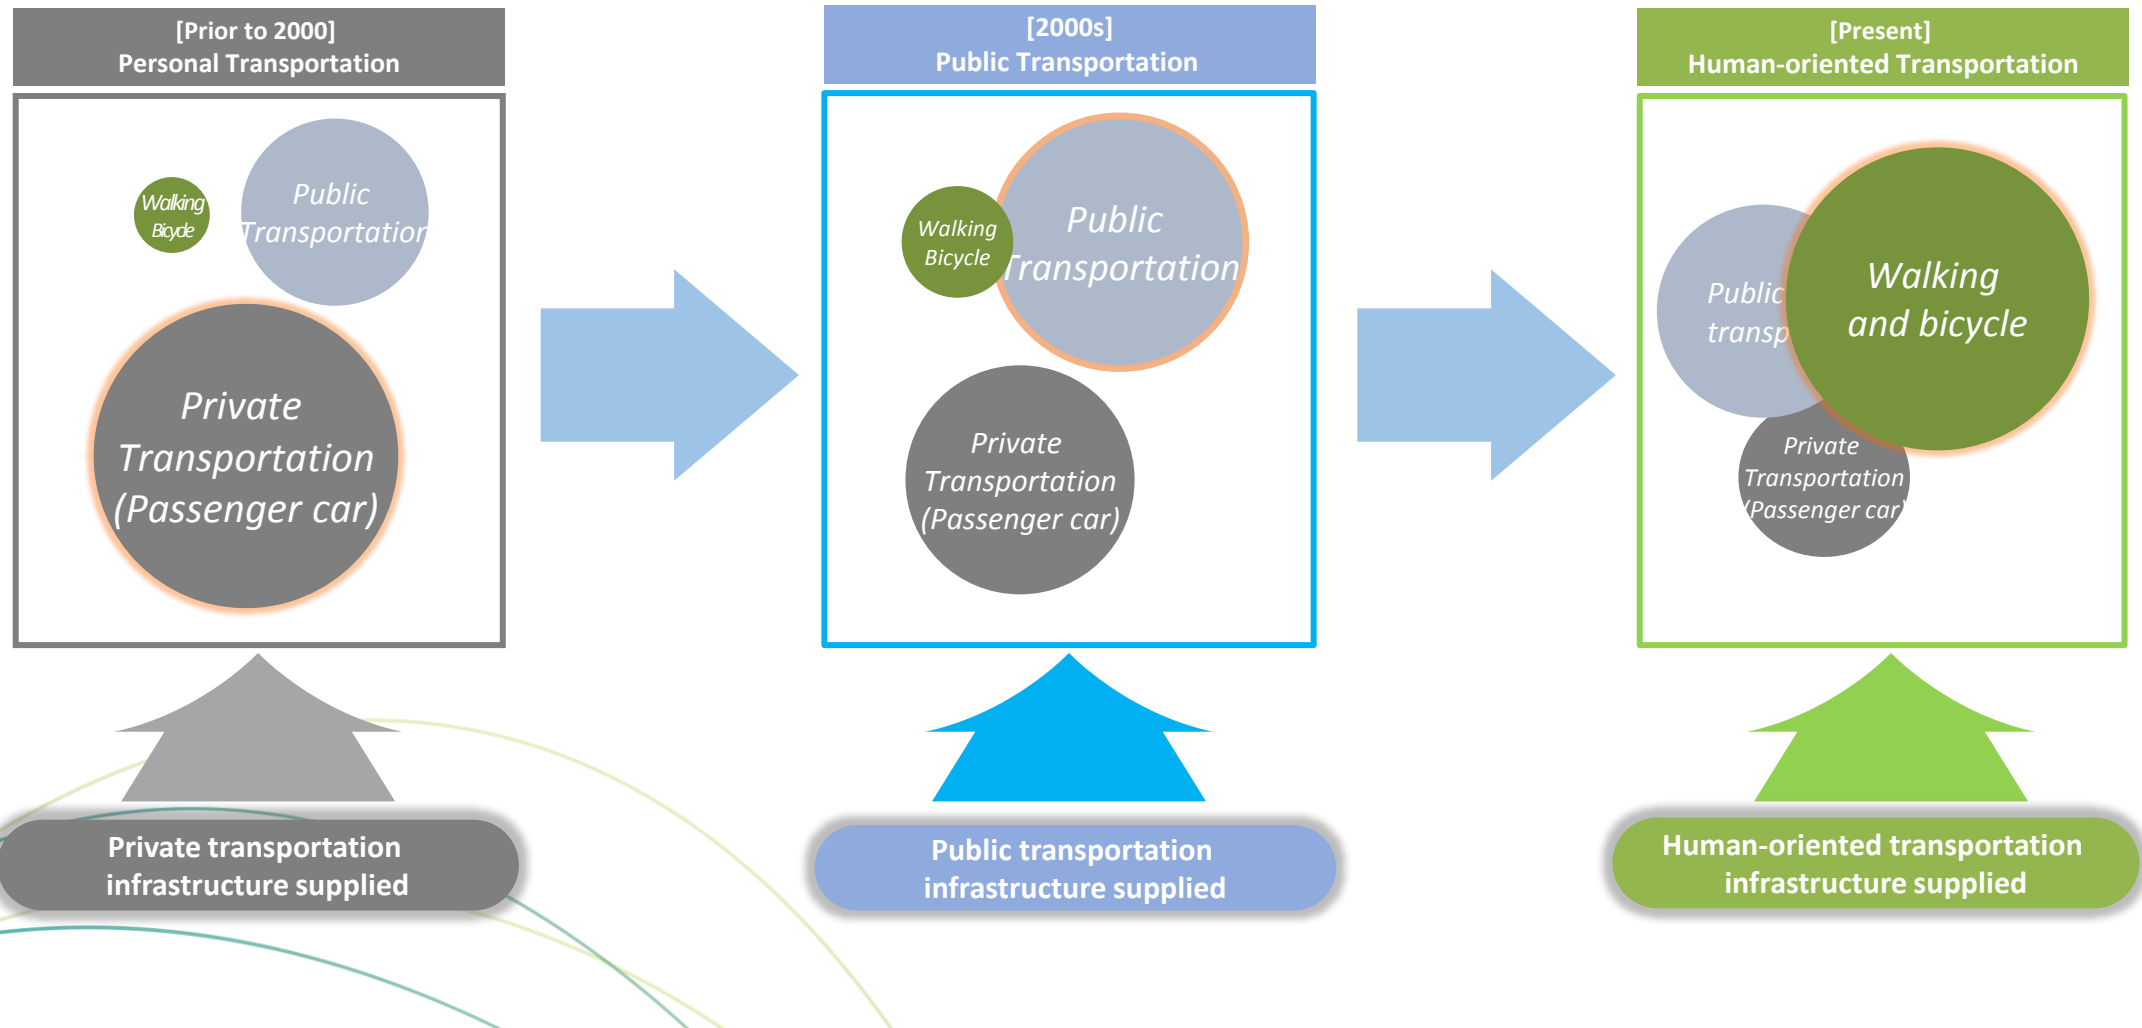 [Prior to 2000]
Personal Transportation
Walking
Bicycle
Public
Transportation
Private
Transportation
(Passenger car)
Private transportation
infrastructure supplied
[2000s]
Public Transportation
Walking
Bicycle
Public
Transportation
Private
Transportation
(Passenger car)
Public transportation
infrastructure supplied
[Present]
Human-oriented Transportation
Public
transp
Walking
and bicycle
Private
Transportation
(Passenger car)
Human-oriented transportation
infrastructure supplied